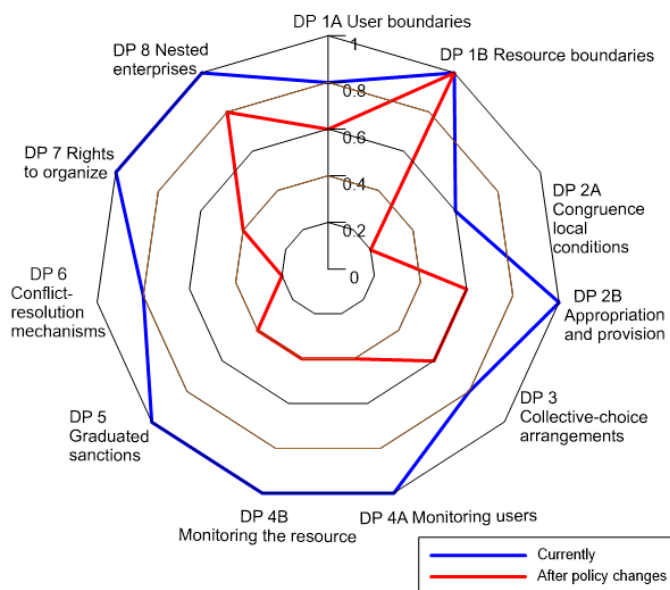 DP 1A User boundaries
DP 8 Nested
enterprises
DP 1B Resource boundaries
1
0.8
0.6
0.4
0.2
0
DP 7 Rights
to organize
DP 2A
Congruence
local
conditions
DP 6
Conflict-
resolution
mechanisms
DP 2B
Appropriation
and provision
DP 5
Graduated
sanctions
DP 3
Collective-choice
arrangements
DP 4B
Monitoring the resource
DP 4A Monitoring users
Currently
After policy changes